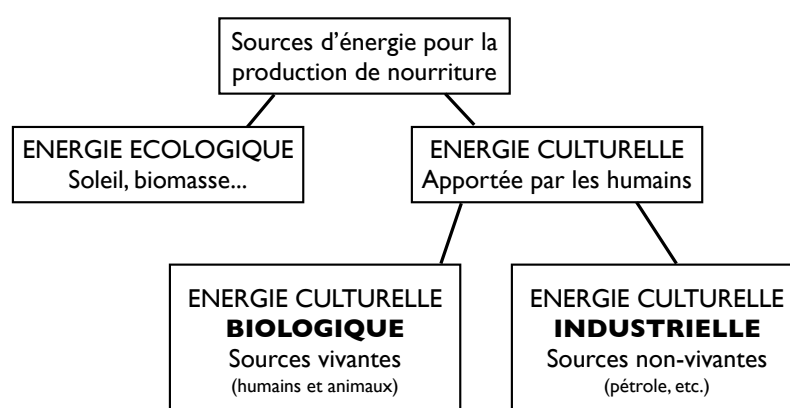 Sources d’énergie pour la
production de nourriture
ENERGIE ECOLOGIQUE
Soleil, biomasse...
ENERGIE CULTURELLE
Apportée par les humains
ENERGIE CULTURELLE
BIOLOGIQUE
Sources vivantes
(humains et animaux)
ENERGIE CULTURELLE
INDUSTRIELLE
Sources non-vivantes
(pétrole, etc.)